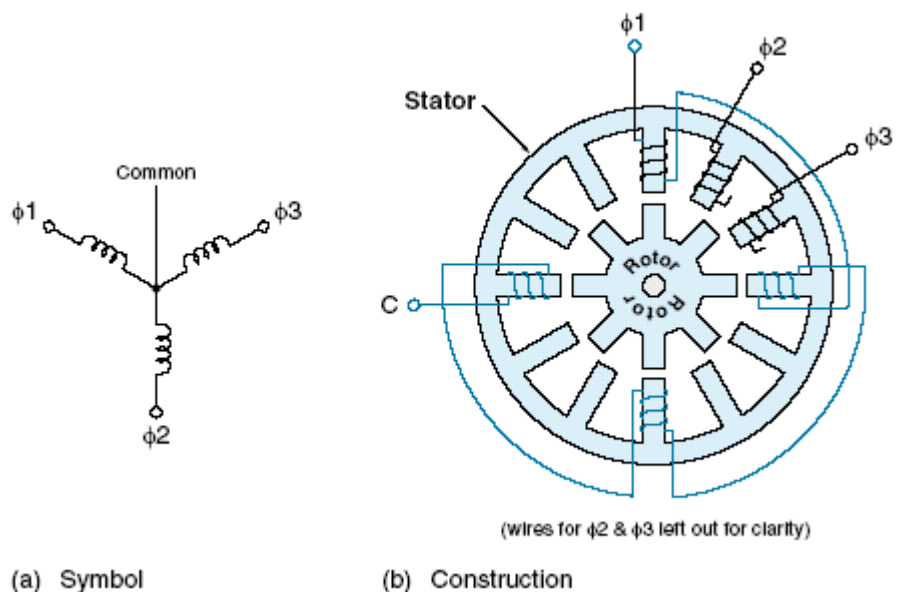 Common
ϕ1
ϕ3
ϕ2
(a) Symbol
ϕ1
ϕ2
ϕ3
Stator
Rotor
Rotor
C
(wires for ϕ2 & ϕ3 left out for clarity)
(b) Construction